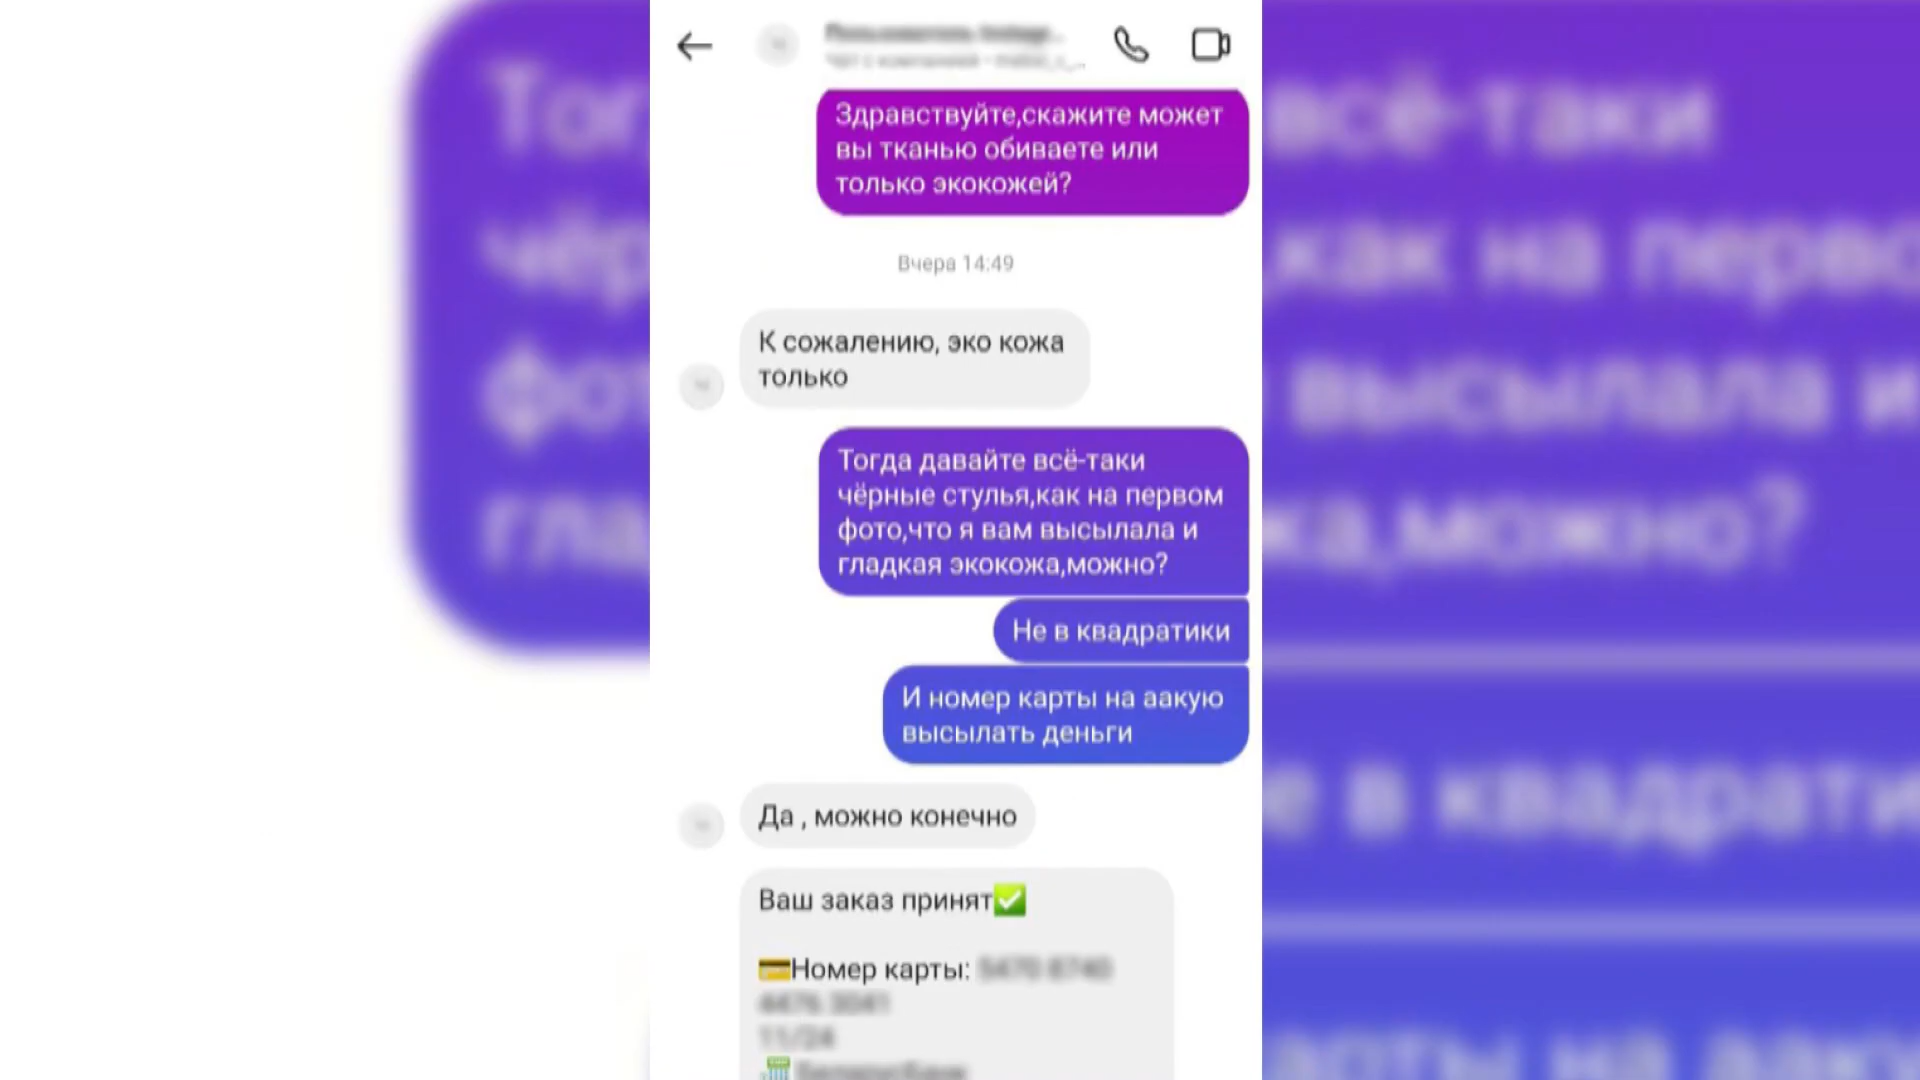 Здравствуйте,скажите может
вы тканью обиваете или
только экокожей?
Вчера 14:49
К сожалению, эко кожа
только
Тогда давайте всё-таки
чёрные стулья,как на первом
фото,что я вам высылала и
гладкая экокожа,можно?
Не в квадратики
И номер карты на аакую
высылать деньги
Да , можно конечно
Ваш заказ принят✅
💳Номер карты: